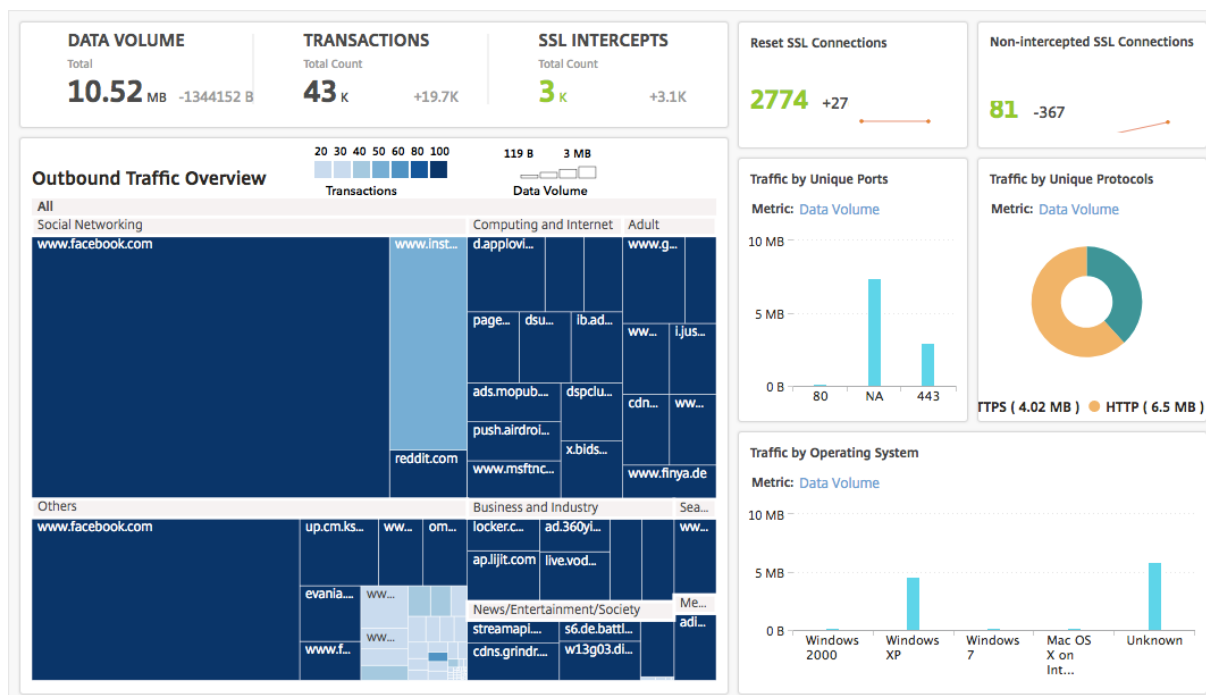 DATA VOLUME
Total
10.52 MB -1344152 B
TRANSACTIONS
Total Count
43 K +19.7K
SSL INTERCEPTS
Total Count
3 K +3.1K
Reset SSL Connections
2774 +27
Non-intercepted SSL Connections
81 -367
Outbound Traffic Overview
20 30 40 50 60 80 100
Transactions
119 B 3 MB
Data Volume
All
Social Networking
www.facebook.com
www.inst...
reddit.com
Computing and Internet
d.applovi...
page...
dsu...
ib.ad...
ads.mopub...
dspclu...
push.airdroi...
x.bids...
www.msftnc...
Adult
www.g...
ww...
i.jus...
cdn...
ww...
www.finya.de
Others
www.facebook.com
up.cm.ks...
ww...
om...
evania....
ww...
ww...
www.f...
Business and Industry
locker.c...
ad.360yi...
ap.lijit.com
live.vod...
Sea...
ww...
News/Entertainment/Society
streamapi....
s6.de.battl...
cdns.grindr....
w13g03.di...
Me...
adi...
Traffic by Unique Ports
Metric: Data Volume
10 MB
5 MB
0 B
80 NA 443
Traffic by Unique Protocols
Metric: Data Volume
TTPS ( 4.02 MB ) HTTP ( 6.5 MB )
Traffic by Operating System
Metric: Data Volume
10 MB
5 MB
0 B
Windows 2000
Windows XP
Windows 7
Mac OS X on Int...
Unknown